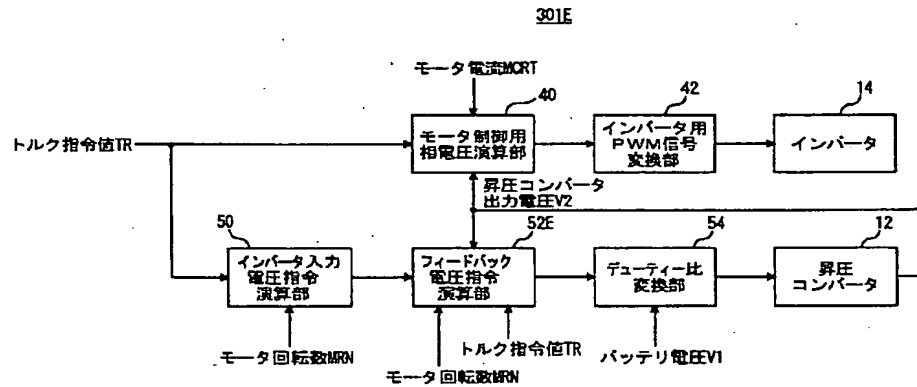 301E
モータ電流MCRT
40
42
14
トルク指令値TR
モータ制御用
相電圧演算部
インバータ用
PWM信号
変換部
インバータ
昇圧コンバータ
出力電圧V2
50
52E
54
12
インバータ入力
電圧指令
演算部
フィードバック
電圧指令
演算部
デューティー比
変換部
昇圧
コンバータ
トルク指令値TR
バッテリ電圧V1
モータ回転数MRN
モータ回転数MRN